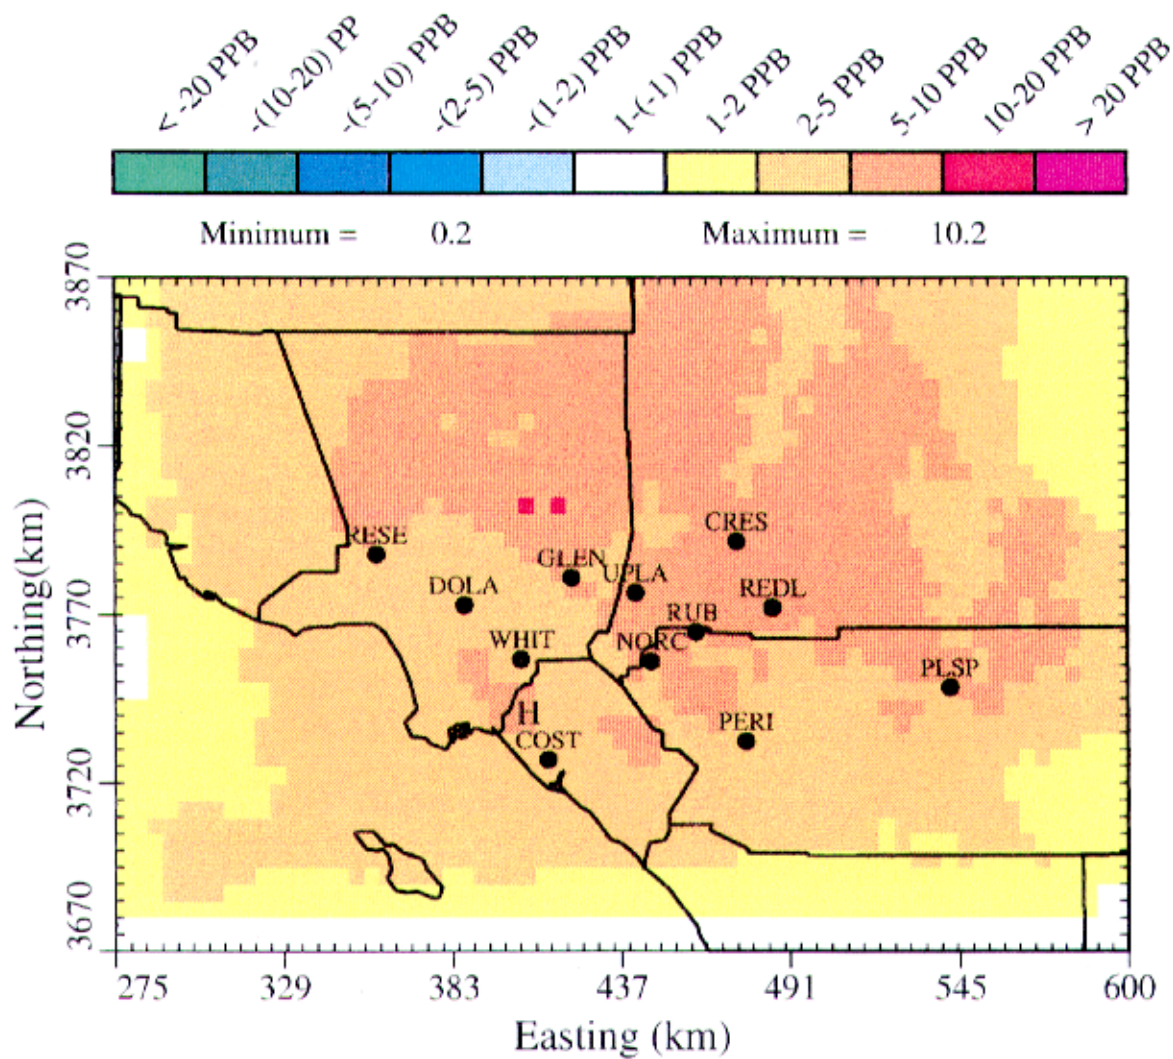 < -20 PPB -(10-20) PP -(5-10) PPB -(2-5) PPB -(1-2) PPB 1-(-1) PPB 1-2 PPB 2-5 PPB 5-10 PPB 10-20 PPB > 20 PPB
Minimum = 0.2 Maximum = 10.2
3870
3820
3770
3720
3670
Northing(km)
CRES
RESE
GLEN
UPLA
DOLA
REDL
RUB
WHIT
NORC
PLSP
H
PERI
COST
275 329 383 437 491 545 600
Easting (km)